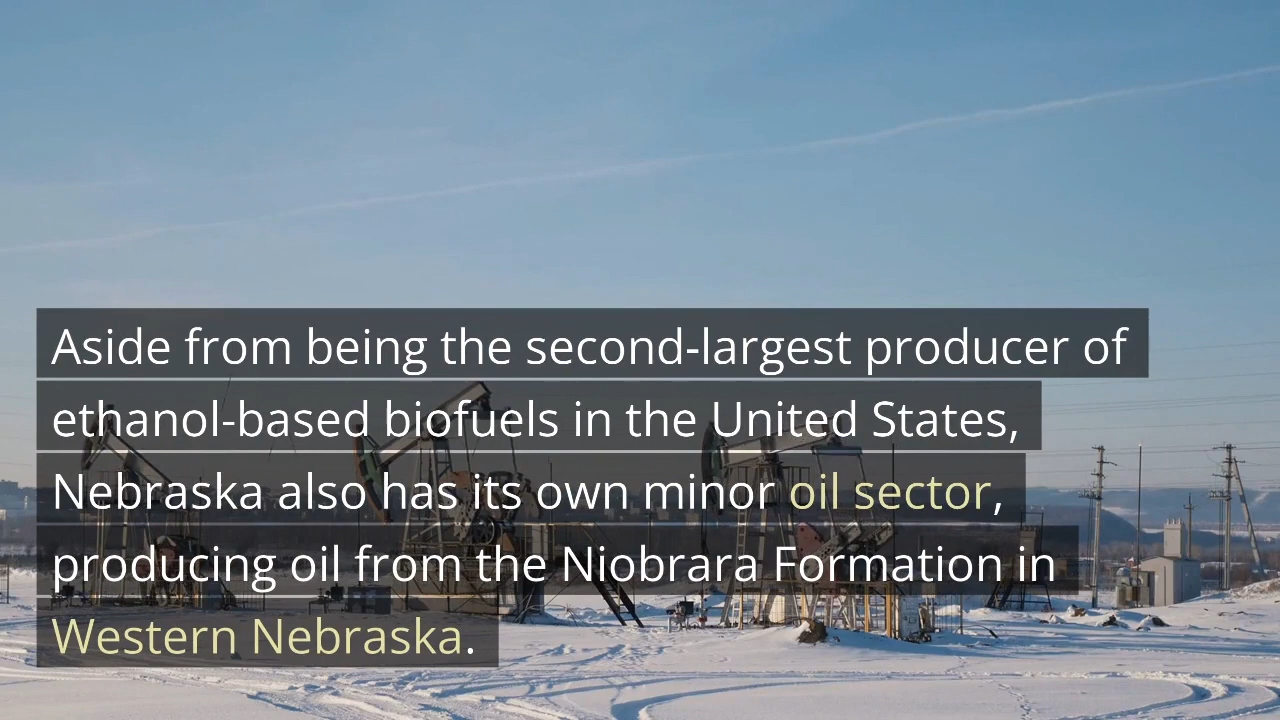 Aside from being the second-largest producer of
ethanol-based biofuels in the United States,
Nebraska also has its own minor oil sector,
producing oil from the Niobrara Formation in
Western Nebraska.